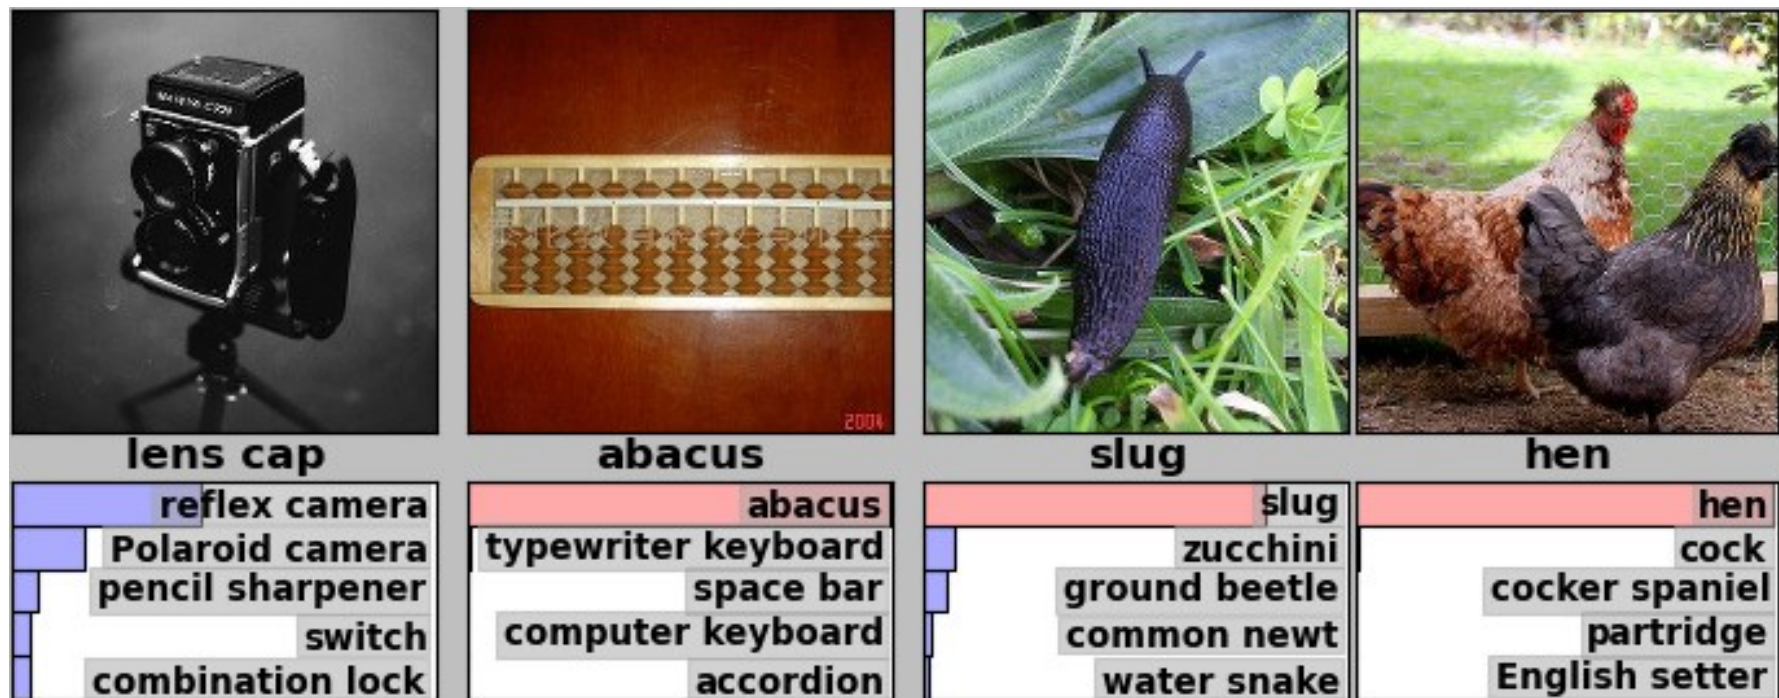 2004
lens cap
abacus
slug
hen
reflex camera
Polaroid camera
pencil sharpener
switch
combination lock
abacus
typewriter keyboard
space bar
computer keyboard
accordion
slug
zucchini
ground beetle
common newt
water snake
hen
cock
cocker spaniel
partridge
English setter